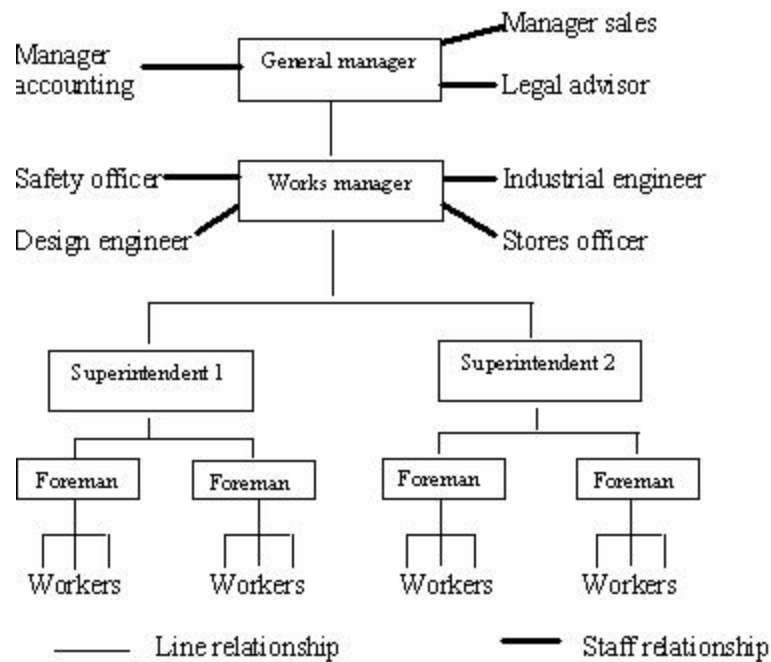 Manager sales
Manager
accounting
General manager
Legal advisor
Safety officer
Works manager
Industrial engineer
Design engineer
Stores officer
Superintendent 1
Superintendent 2
Foreman
Foreman
Foreman
Foreman
Workers
Workers
Workers
Workers
Line relationship
Staff relationship